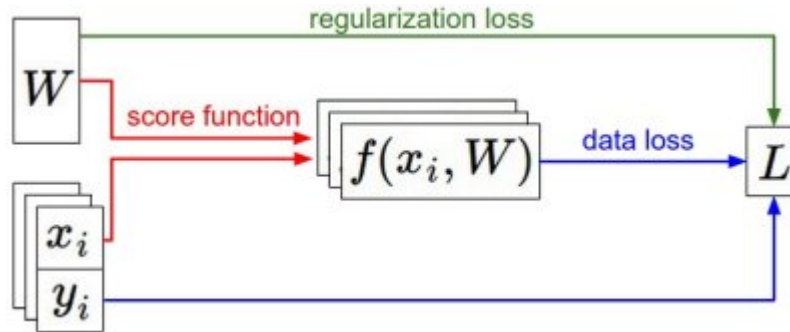 regularization loss
W
score function
f(x_i, W)
data loss
L
x_i
y_i